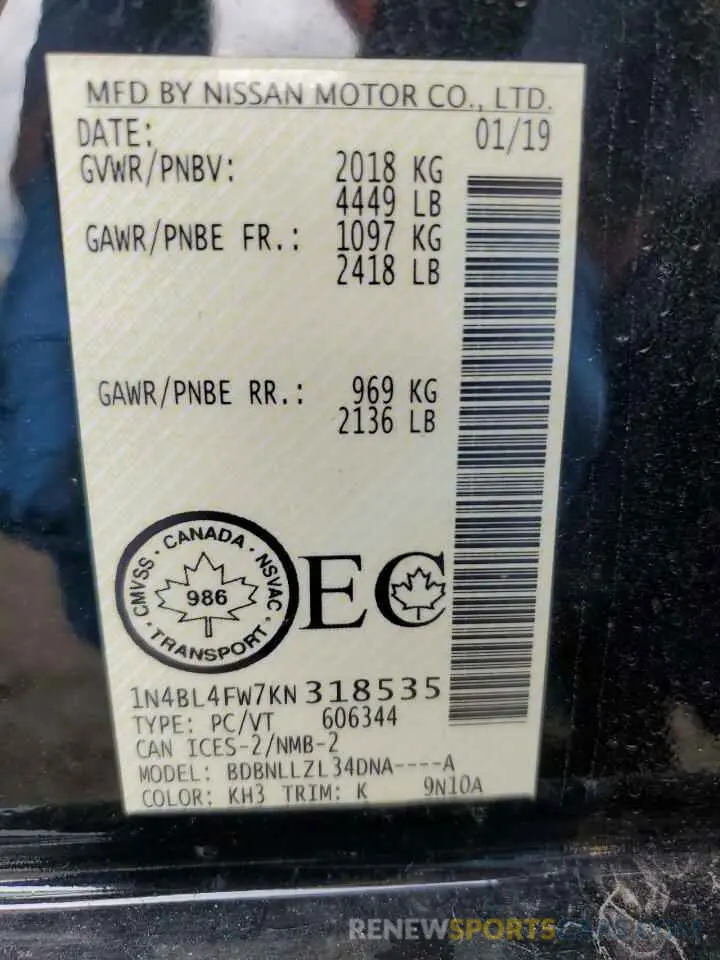 MFD BY NISSAN MOTOR CO., LTD.
DATE: 01/19
GVWR/PNBV: 2018 KG
4449 LB
GAWR/PNBE FR.: 1097 KG
2418 LB
GAWR/PNBE RR.: 969 KG
2136 LB
CMVSS · CANADA · NSVAC · TRANSPORT ·
986
EC
1N4BL4FW7KN318535
TYPE: PC/VT 606344
CAN ICES-2/NMB-2
MODEL: BDBNLLZL34DNA----A
COLOR: KH3 TRIM: K 9N10A
RENEWSPORTSCARS.COM